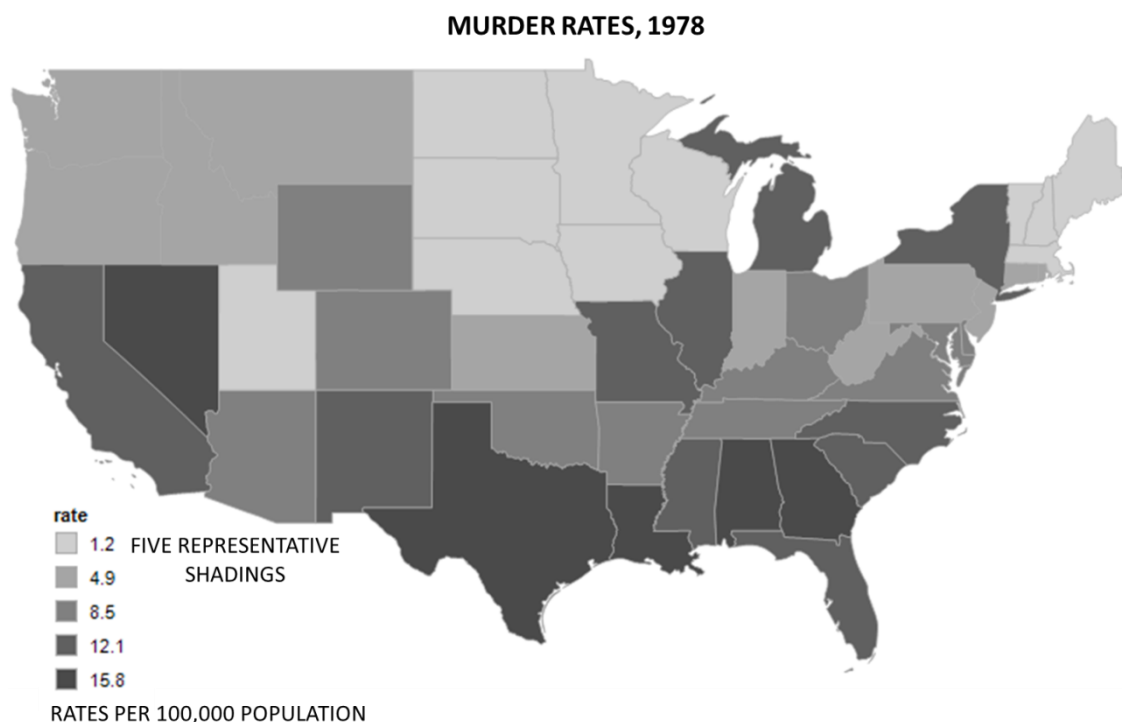 MURDER RATES, 1978
rate
1.2
FIVE REPRESENTATIVE
SHADINGS
4.9
8.5
12.1
15.8
RATES PER 100,000 POPULATION